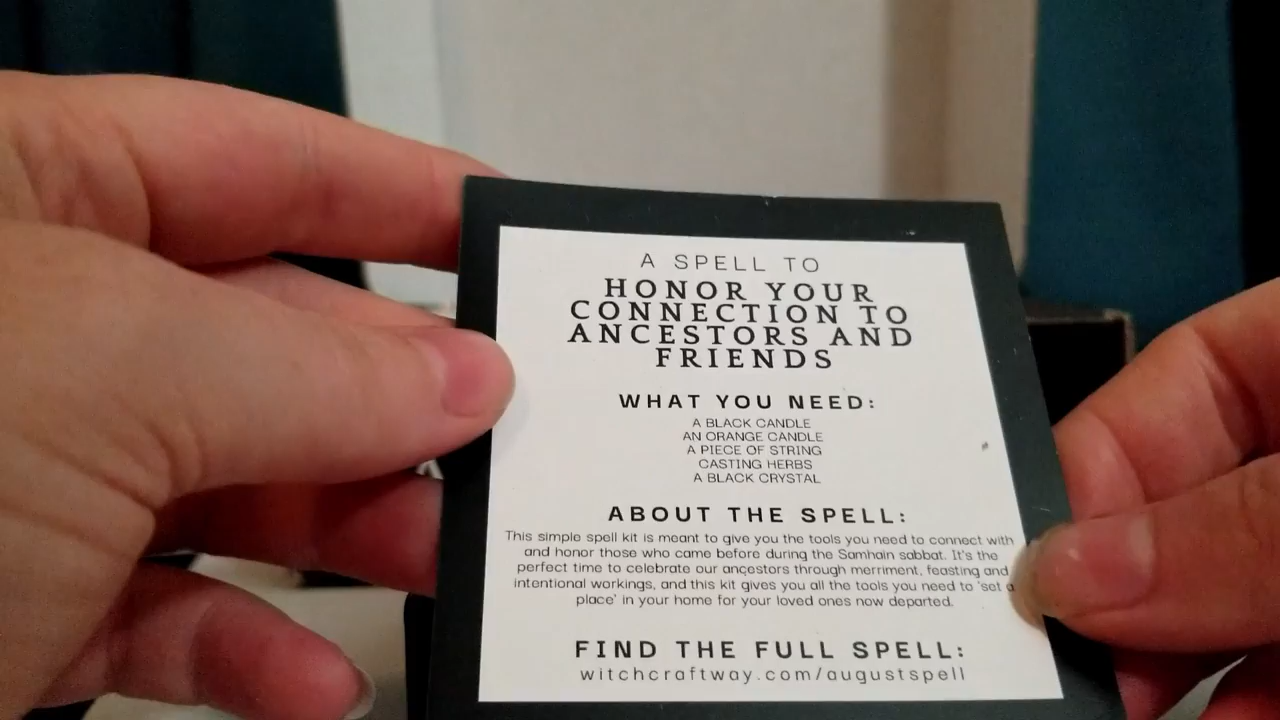 A SPELL TO
HONOR YOUR
CONNECTION TO
ANCESTORS AND
FRIENDS
WHAT YOU NEED:
A BLACK CANDLE
AN ORANGE CANDLE
A PIECE OF STRING
CASTING HERBS
A BLACK CRYSTAL
ABOUT THE SPELL:
This simple spell kit is meant to give you the tools you need to connect with
and honor those who came before during the Samhain sabbat. It's the
perfect time to celebrate our ancestors through merriment, feasting and
intentional workings, and this kit gives you all the tools you need to 'set a
place' in your home for your loved ones now departed.
FIND THE FULL SPELL:
witchcraftway.com/augustspell